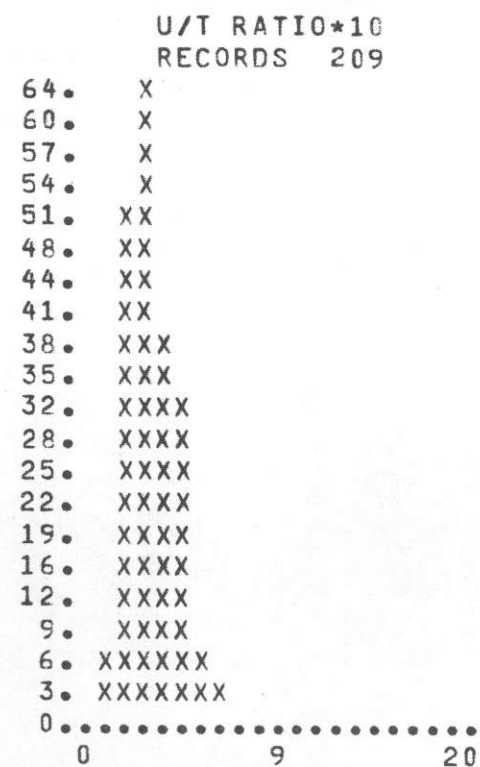 U/T RATIO*10
RECORDS 209
64. X
60. X
57. X
54. X
51. XX
48. XX
44. XX
41. XX
38. XXX
35. XXX
32. XXXX
28. XXXX
25. XXXX
22. XXXX
19. XXXX
16. XXXX
12. XXXX
9. XXXX
6. XXXXXX
3. XXXXXXX
0......................
0 9 20